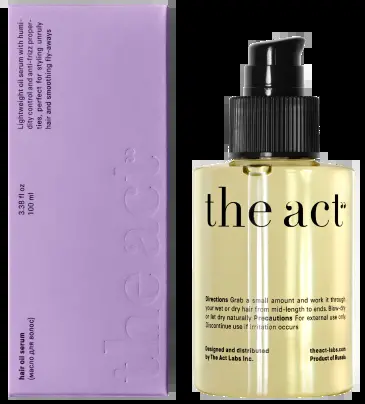 Lightweight oil serum with humi-
dity control and anti-frizz proper-
ties, perfect for styling unruly
hair and smoothing fly-aways
3.38 fl oz
100 ml
hair oil serum
(масло для волос)
the act"
the act"
Directions Grab a small amount and work it through
your wet or dry hair from mid-length to ends. Blow-dry
or let dry naturally Precautions For external use only
Discontinue use if irritation occurs
Designed and distributed
by The Act Labs Inc.
theact-labs.com
Product of Russia